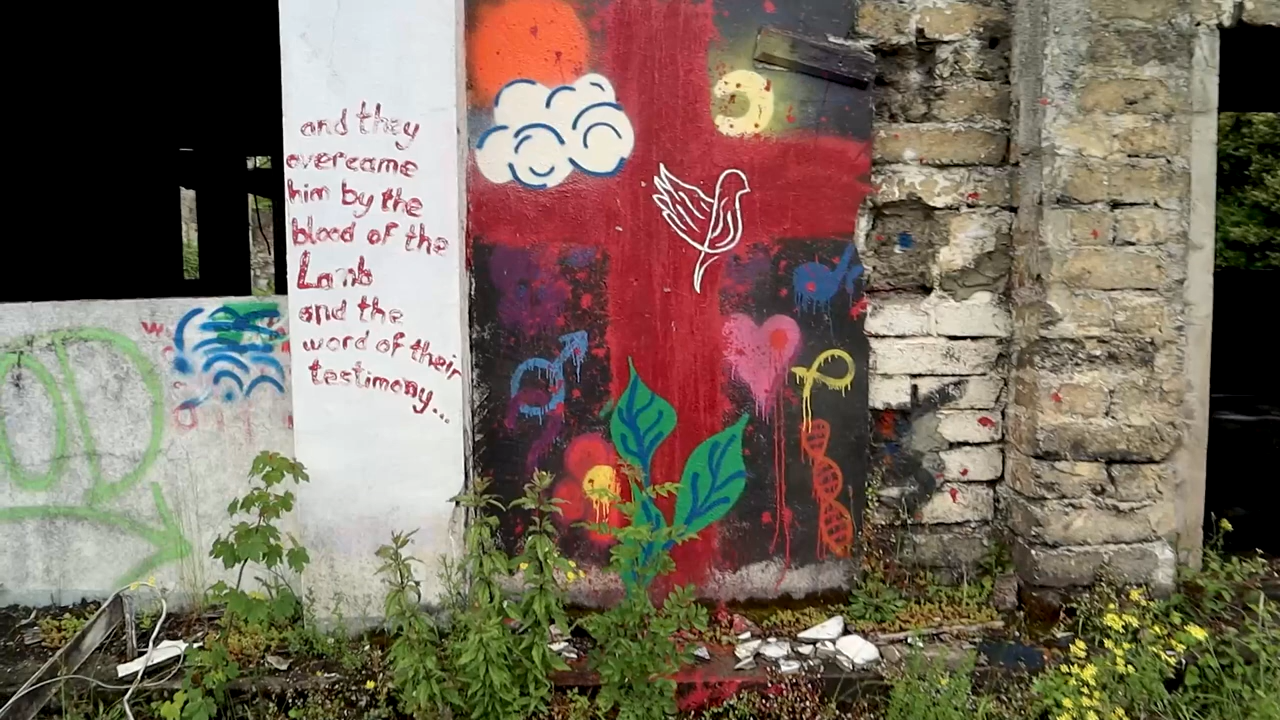 and they
overcame
him by the
blood of the
Lamb
and the
word of their
testimony...